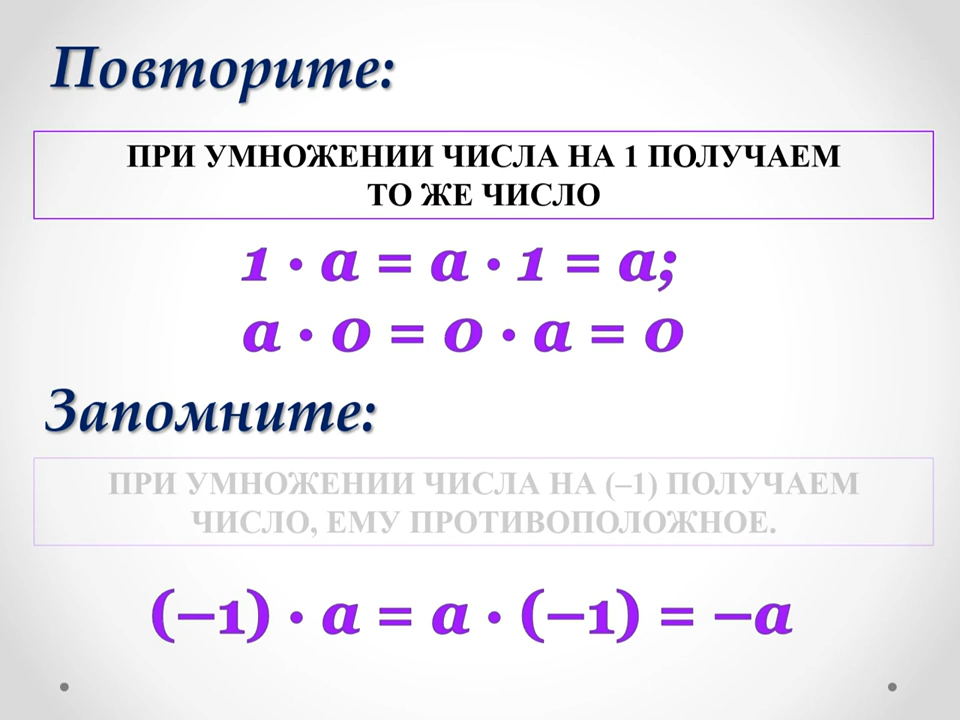 Повторите:
ПРИ УМНОЖЕНИИ ЧИСЛА НА 1 ПОЛУЧАЕМ
ТО ЖЕ ЧИСЛО
1 · a = a · 1 = a;
a · 0 = 0 · a = 0
Запомните:
ПРИ УМНОЖЕНИИ ЧИСЛА НА (–1) ПОЛУЧАЕМ
ЧИСЛО, ЕМУ ПРОТИВОПОЛОЖНОЕ.
(–1) · a = a · (–1) = –a